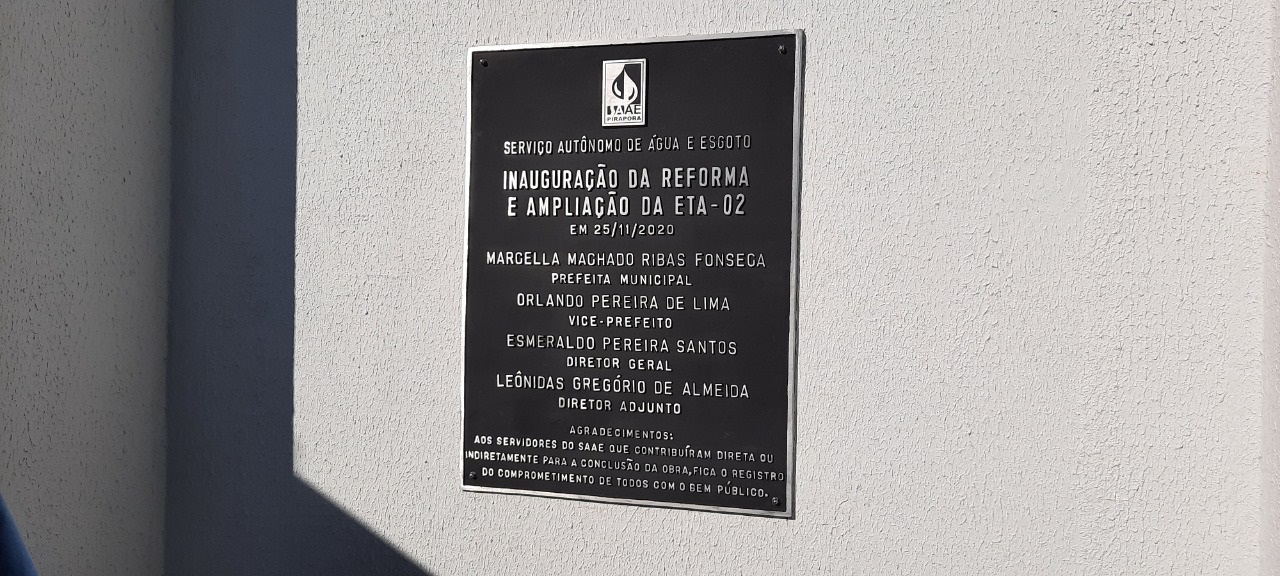 SAAE
PIRAPORA
SERVIÇO AUTÔNOMO DE ÁGUA E ESGOTO
INAUGURAÇÃO DA REFORMA
E AMPLIAÇÃO DA ETA-02
EM 25/11/2020
MARCELLA MACHADO RIBAS FONSECA
PREFEITA MUNICIPAL
ORLANDO PEREIRA DE LIMA
VICE-PREFEITO
ESMERALDO PEREIRA SANTOS
DIRETOR GERAL
LEÔNIDAS GREGÓRIO DE ALMEIDA
DIRETOR ADJUNTO
AGRADECIMENTOS:
AOS SERVIDORES DO SAAE QUE CONTRIBUÍRAM DIRETA OU
INDIRETAMENTE PARA A CONCLUSÃO DA OBRA, FICA O REGISTRO
DO COMPROMETIMENTO DE TODOS COM O BEM PÚBLICO.